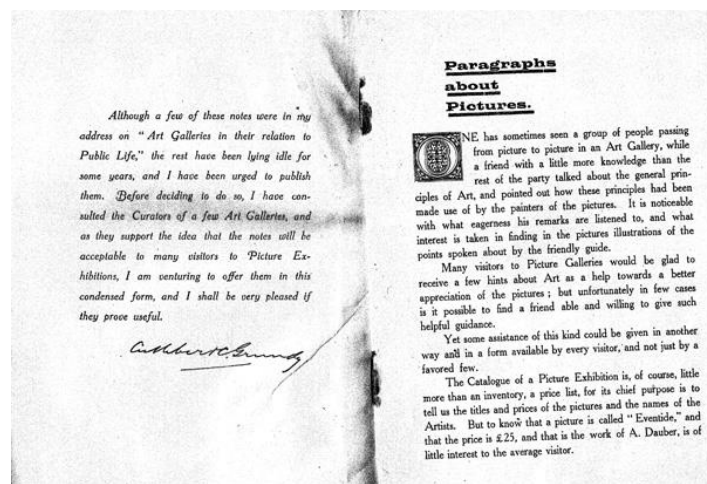 Although a few of these notes were in my
address on "Art Galleries in their relation to
Public Life," the rest have been lying idle for
some years, and I have been urged to publish
them. Before deciding to do so, I have con-
sulted the Curators of a few Art Galleries, and
as they support the idea that the notes will be
acceptable to many visitors to Picture Ex-
hibitions, I am venturing to offer them in this
condensed form, and I shall be very pleased if
they prove useful.
Cuthbert C. Grundy
Paragraphs
about
Pictures.
ONE has sometimes seen a group of people passing
from picture to picture in an Art Gallery, while
a friend with a little more knowledge than the
rest of the party talked about the general prin-
ciples of Art, and pointed out how these principles had been
made use of by the painters of the pictures. It is noticeable
with what eagerness his remarks are listened to, and what
interest is taken in finding in the pictures illustrations of the
points spoken about by the friendly guide.
Many visitors to Picture Galleries would be glad to
receive a few hints about Art as a help towards a better
appreciation of the pictures; but unfortunately in few cases
is it possible to find a friend able and willing to give such
helpful guidance.
Yet some assistance of this kind could be given in another
way and in a form available by every visitor, and not just by a
favored few.
The Catalogue of a Picture Exhibition is, of course, little
more than an inventory, a price list, for its chief purpose is to
tell us the titles and prices of the pictures and the names of the
Artists. But to know that a picture is called "Eventide," and
that the price is £25, and that is the work of A. Dauber, is of
little interest to the average visitor.